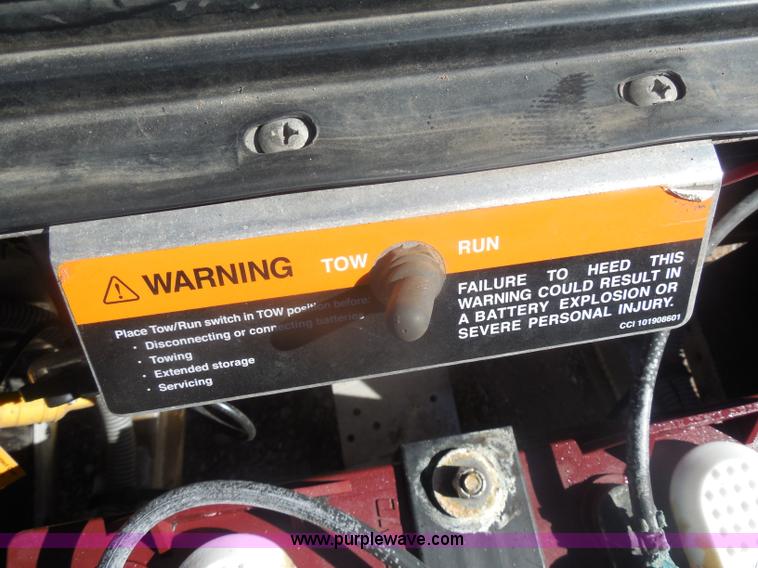 WARNING TOW RUN
Place Tow/Run switch in TOW position before:
· Disconnecting or connecting batteries
· Towing
· Extended storage
· Servicing
FAILURE TO HEED THIS
WARNING COULD RESULT IN
A BATTERY EXPLOSION OR
SEVERE PERSONAL INJURY.
CCI 101908601
www.purplewave.com